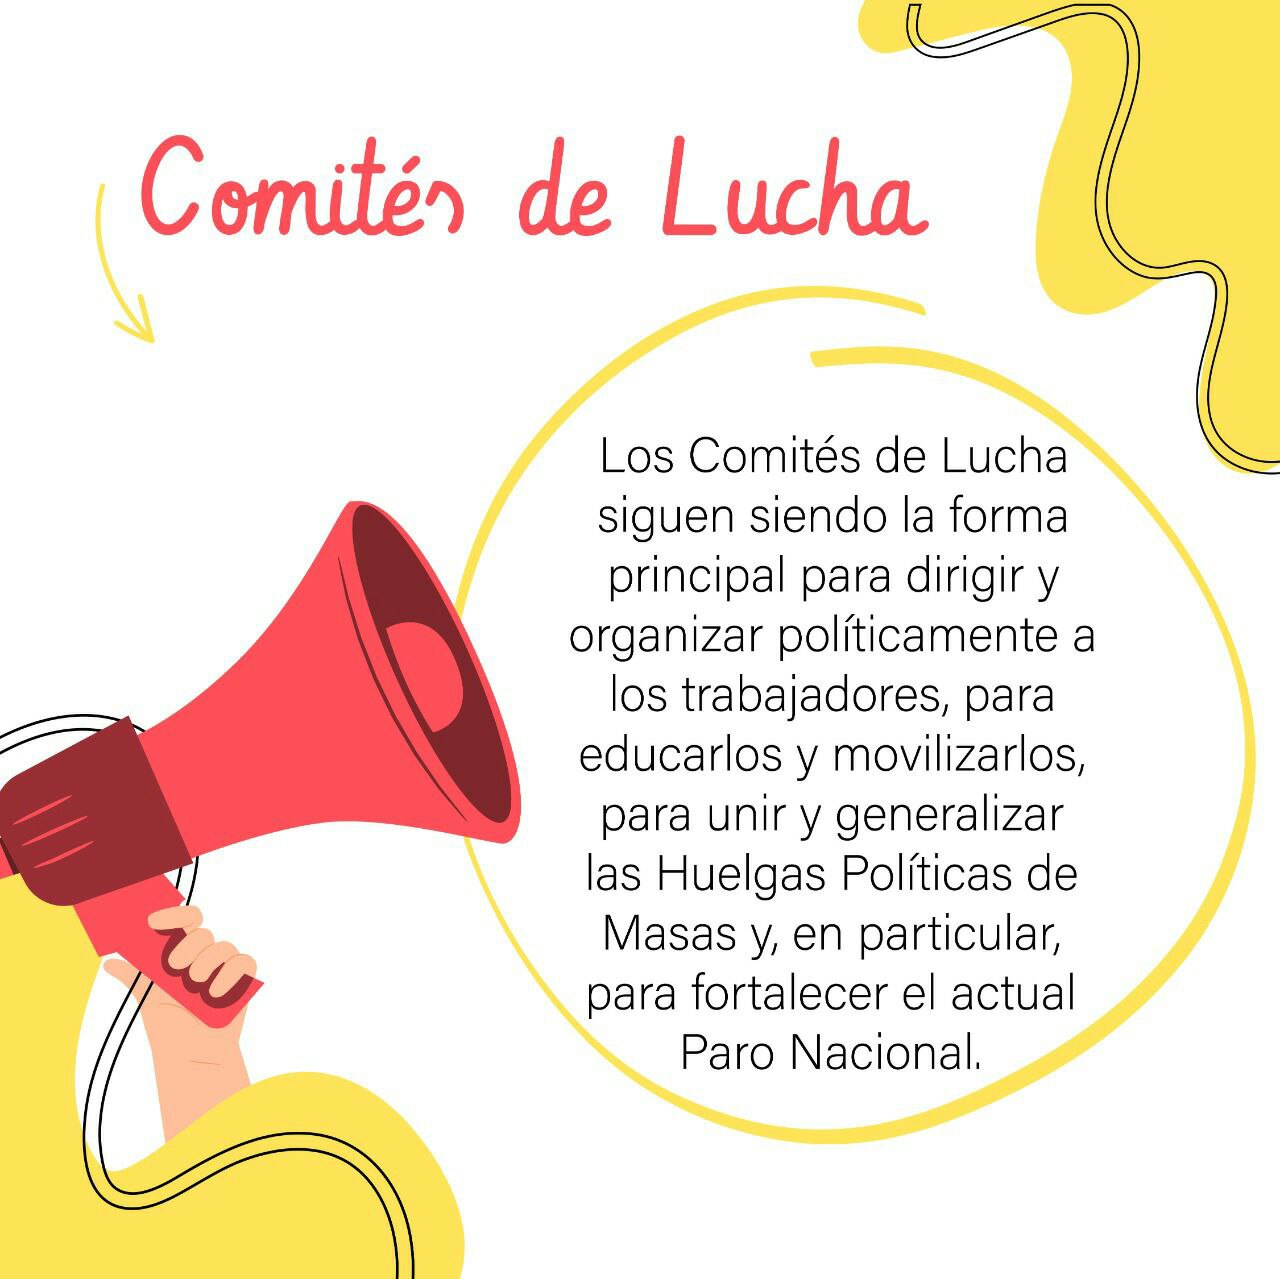 Comités de Lucha
Los Comités de Lucha
siguen siendo la forma
principal para dirigir y
organizar políticamente a
los trabajadores, para
educarlos y movilizarlos,
para unir y generalizar
las Huelgas Políticas de
Masas y, en particular,
para fortalecer el actual
Paro Nacional.